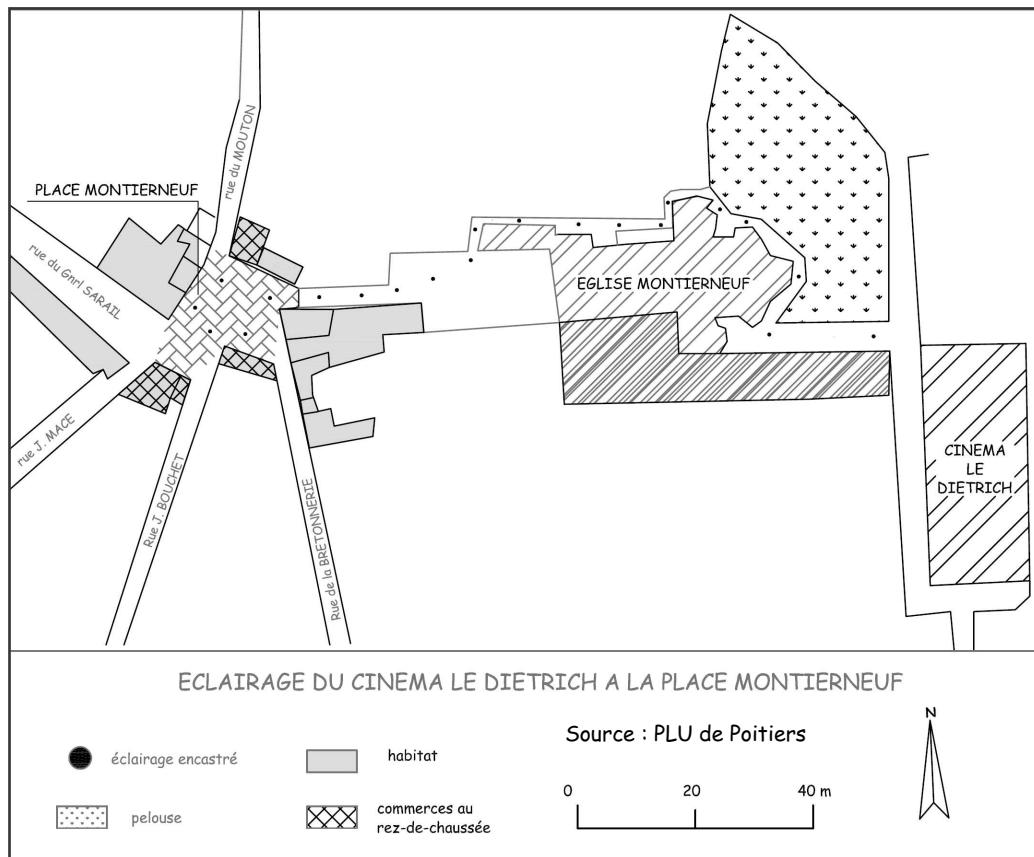 rue du MOUTON
PLACE MONTIERNEUF
rue du Gnrl SARAIL
EGLISE MONTIERNEUF
rue J. MACE
Rue J. BOUCHET
Rue de la BRETONNERIE
CINEMA
LE
DIETRICH
ECLAIRAGE DU CINEMA LE DIETRICH A LA PLACE MONTIERNEUF
éclairage encastré
habitat
pelouse
commerces au
rez-de-chaussée
Source : PLU de Poitiers
0 20 40 m
N